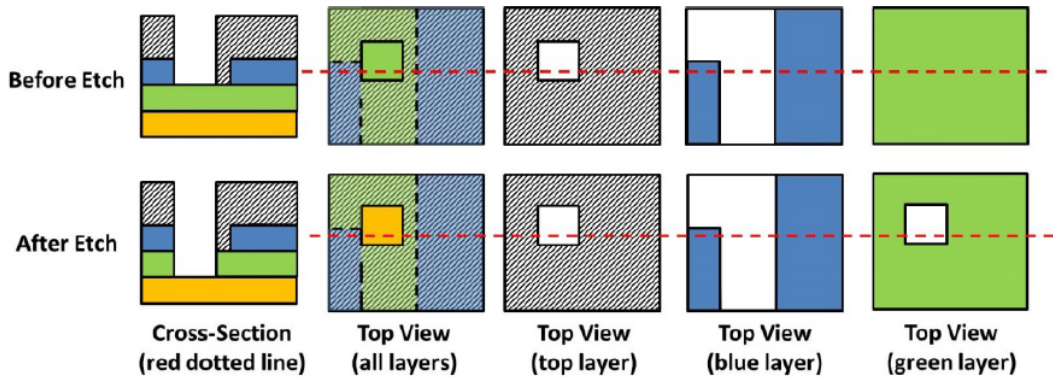 Before Etch
After Etch
Cross-Section
(red dotted line)
Top View
(all layers)
Top View
(top layer)
Top View
(blue layer)
Top View
(green layer)